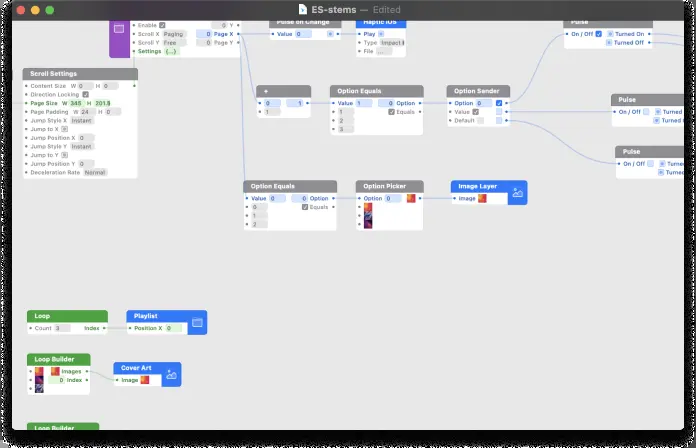 ES-stems — Edited
Enable Y
Scroll X Paging 0 Page X
Scroll Y Free 0 Page Y
Settings {...}
Pulse on Change
Value 0
Haptic iOS
Play
Type Impact
File ...
Pulse
On / Off Turned On
Turned Off
Scroll Settings
Content Size W 0 H 0
Direction Locking
Page Size W 345 H 201.5
Page Padding W 24 H 0
Jump Style X Instant
Jump to X
Jump Position X 0
Jump Style Y Instant
Jump to Y
Jump Position Y 0
Deceleration Rate Normal
+
0 1
1
Option Equals
Value 1 0 Option
1 Equals
2
3
Option Sender
Option 0
Value
Default
Pulse
On / Off Turned
Turned
Pulse
On / Off Turned
Turned
Option Equals
Value 0 0 Option
0 Equals
1
2
Option Picker
Option 0
Image Layer
Image
Loop
Count 3 Index
Playlist
Position X 0
Loop Builder
Images
0 Index
Cover Art
Image
Loop Builder